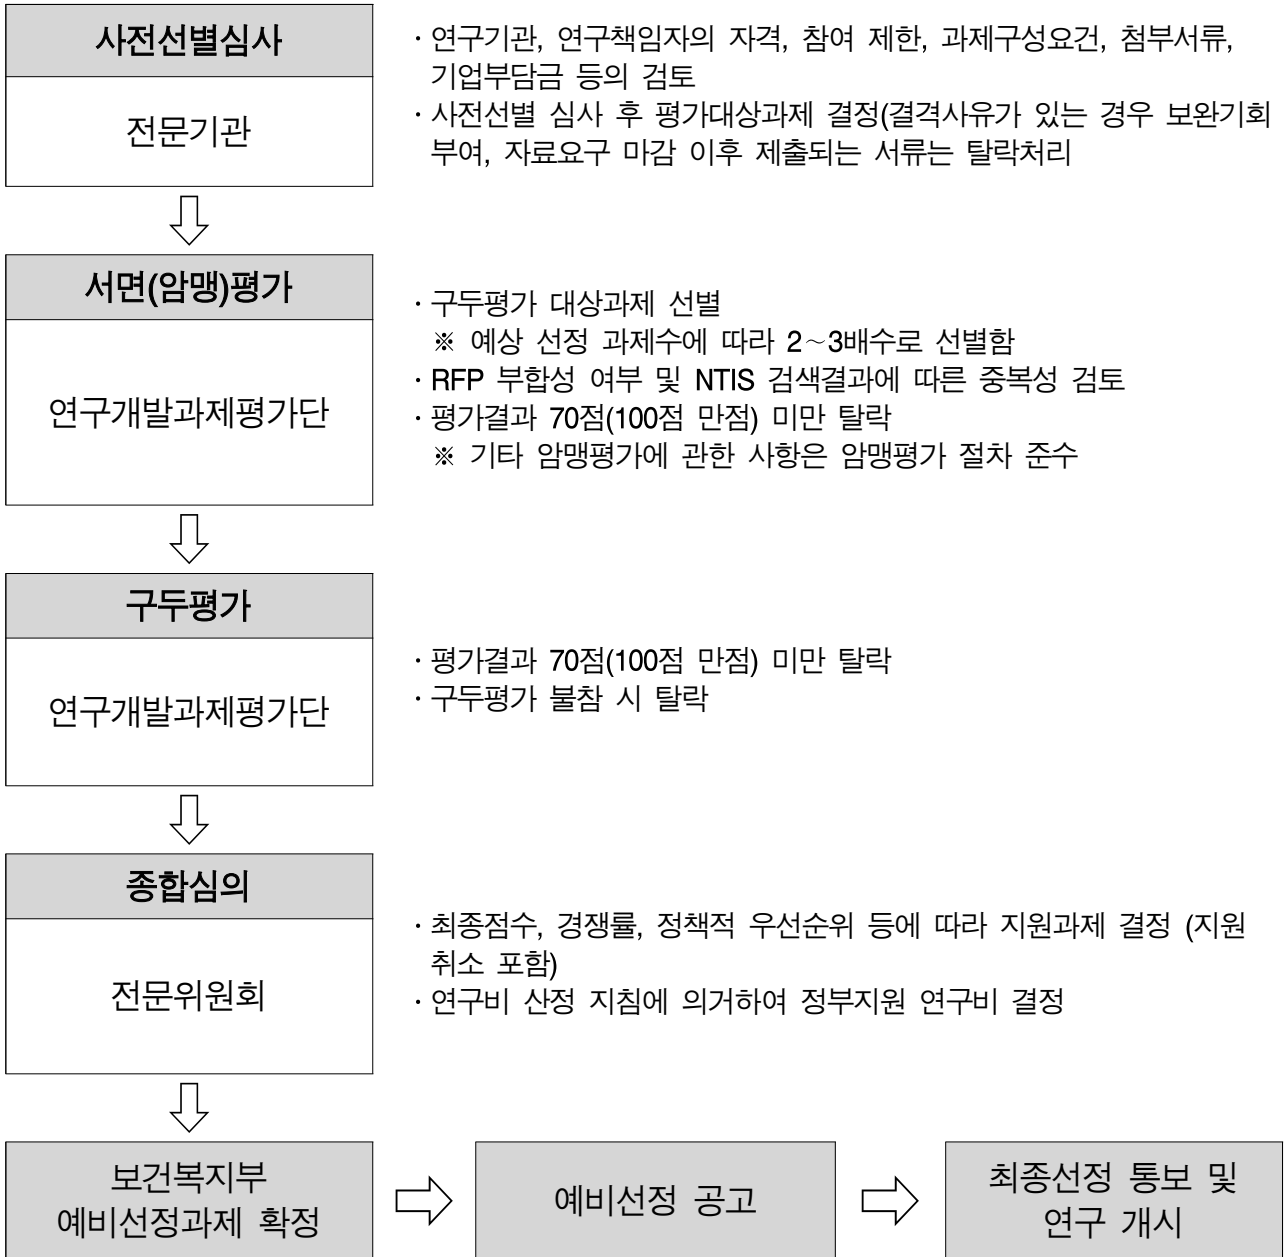 사전선별심사
전문기관
· 연구기관, 연구책임자의 자격, 참여 제한, 과제구성요건, 첨부서류,
기업부담금 등의 검토
· 사전선별 심사 후 평가대상과제 결정(결격사유가 있는 경우 보완기회
부여, 자료요구 마감 이후 제출되는 서류는 탈락처리
서면(암맹)평가
연구개발과제평가단
· 구두평가 대상과제 선별
※ 예상 선정 과제수에 따라 2~3배수로 선별함
· RFP 부합성 여부 및 NTIS 검색결과에 따른 중복성 검토
· 평가결과 70점(100점 만점) 미만 탈락
※ 기타 암맹평가에 관한 사항은 암맹평가 절차 준수
구두평가
연구개발과제평가단
· 평가결과 70점(100점 만점) 미만 탈락
· 구두평가 불참 시 탈락
종합심의
전문위원회
· 최종점수, 경쟁률, 정책적 우선순위 등에 따라 지원과제 결정 (지원
취소 포함)
· 연구비 산정 지침에 의거하여 정부지원 연구비 결정
보건복지부
예비선정과제 확정
예비선정 공고
최종선정 통보 및
연구 개시